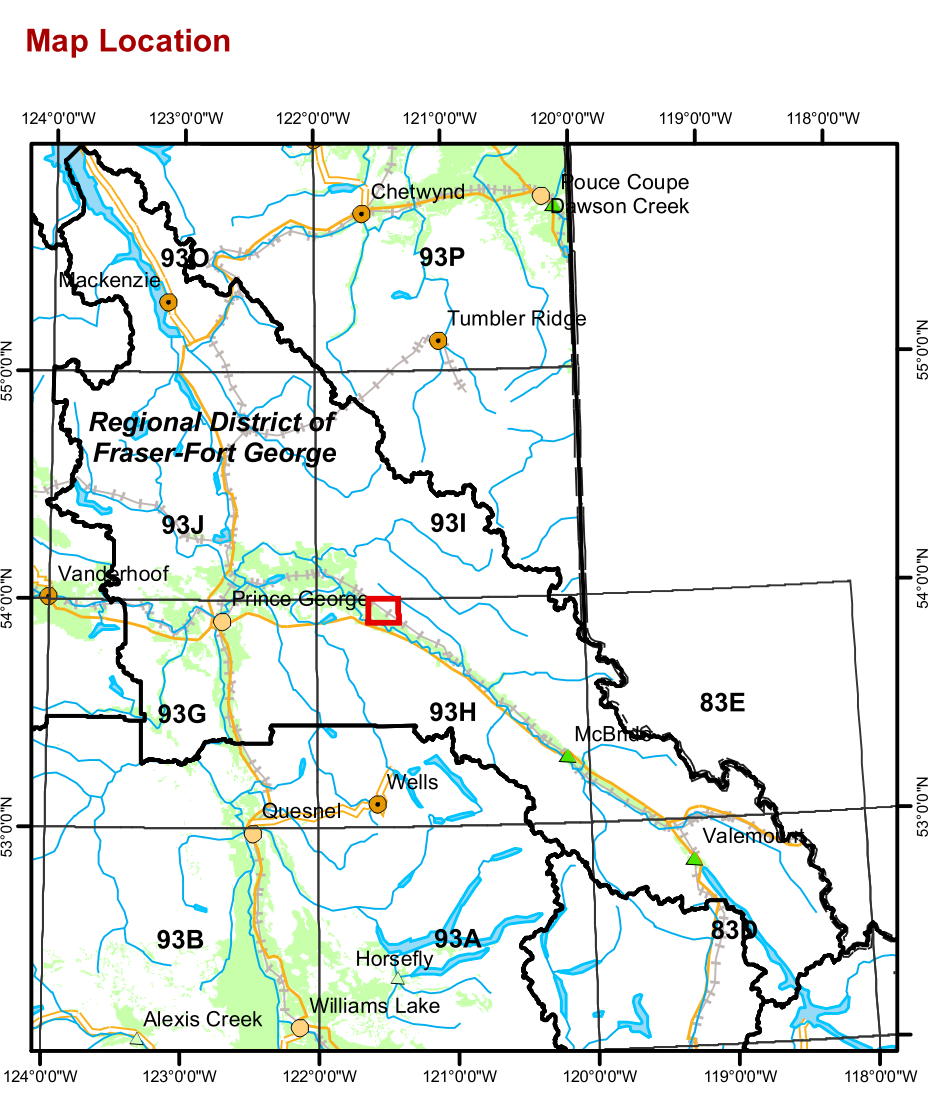 Map Location
124°0'0"W 123°0'0"W 122°0'0"W 121°0'0"W 120°0'0"W 119°0'0"W 118°0'0"W
Pouce Coupe
Chetwynd
Dawson Creek
93O
93P
Mackenzie
Tumbler Ridge
55°0'0"N
55°0'0"N
Regional District of
Fraser-Fort George
93J
93I
Vanderhoof
54°0'0"N
54°0'0"N
Prince George
93G
93H
83E
McBride
Wells
Quesnel
53°0'0"N
53°0'0"N
Valemount
93B
93A
83D
Horsefly
Williams Lake
Alexis Creek
124°0'0"W 123°0'0"W 122°0'0"W 121°0'0"W 120°0'0"W 119°0'0"W 118°0'0"W